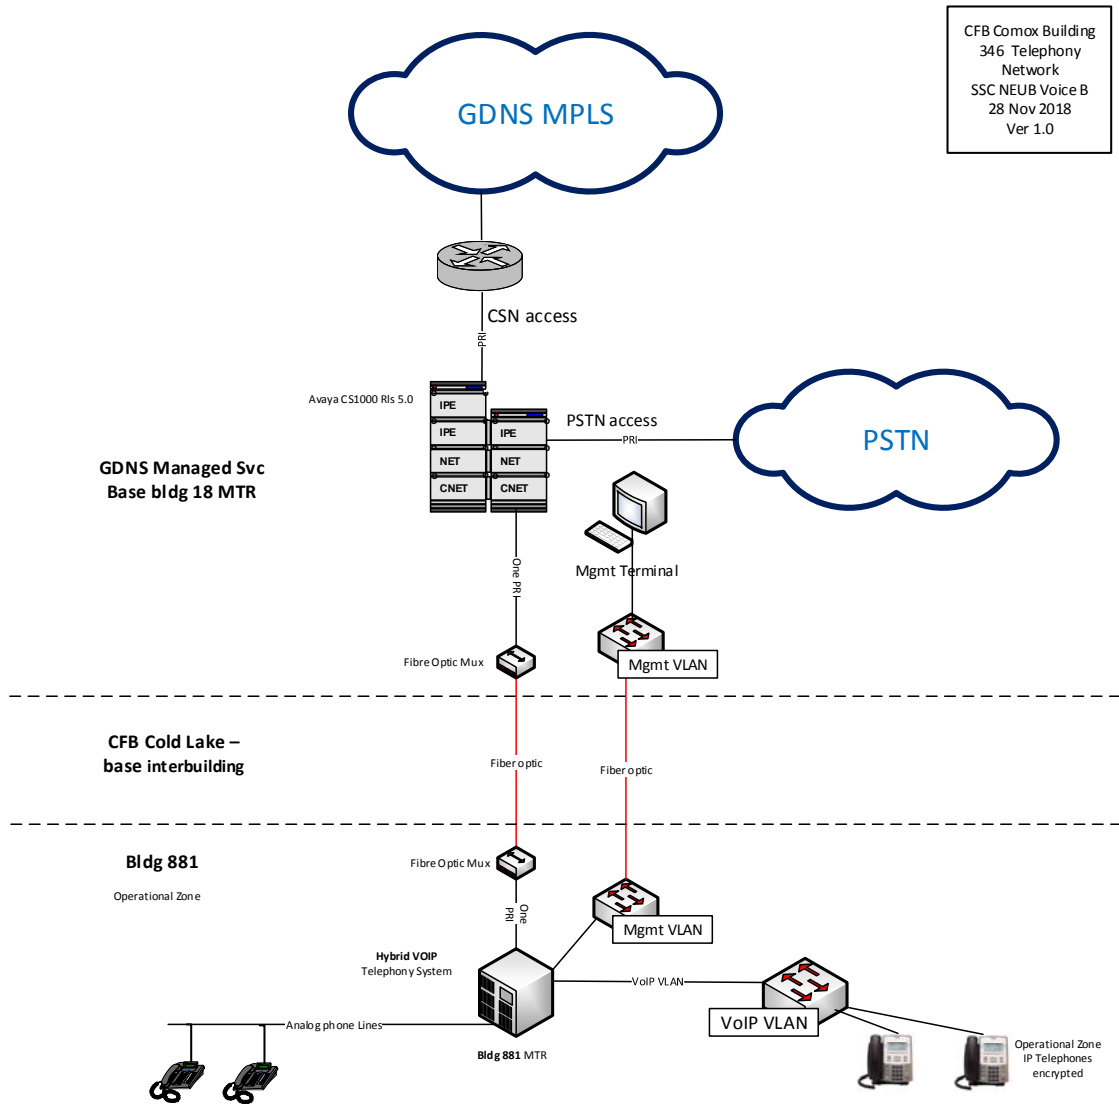 CFB Comox Building
346 Telephony
Network
SSC NEUB Voice B
28 Nov 2018
Ver 1.0
GDNS MPLS
CSN access
PRI
Avaya CS1000 Rls 5.0
IPE
IPE
NET
CNET
IPE
NET
CNET
PSTN access
PRI
PSTN
GDNS Managed Svc
Base bldg 18 MTR
One PRI
Mgmt Terminal
Fibre Optic Mux
Mgmt VLAN
CFB Cold Lake –
base interbuilding
Fiber optic
Fiber optic
Bldg 881
Operational Zone
Fibre Optic Mux
One
PRI
Mgmt VLAN
Hybrid VOIP
Telephony System
VoIP VLAN
VoIP VLAN
Analog phone Lines
Bldg 881 MTR
Operational Zone
IP Telephones
encrypted